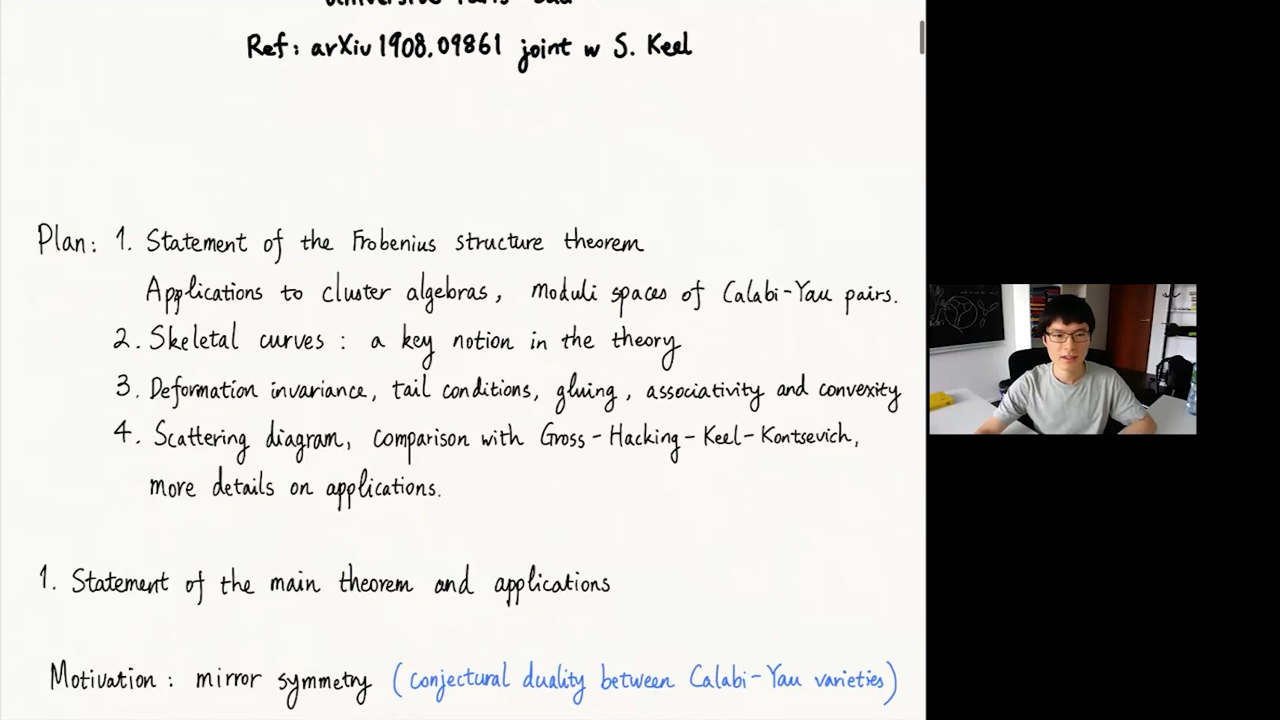 Ref: arXiv 1908.09861 joint w S. Keel
Plan: 1. Statement of the Frobenius structure theorem
Applications to cluster algebras, moduli spaces of Calabi-Yau pairs.
2. Skeletal curves: a key notion in the theory
3. Deformation invariance, tail conditions, gluing, associativity and convexity
4. Scattering diagram, comparison with Gross-Hacking-Keel-Kontsevich,
more details on applications.
1. Statement of the main theorem and applications
Motivation: mirror symmetry (conjectural duality between Calabi-Yau varieties)